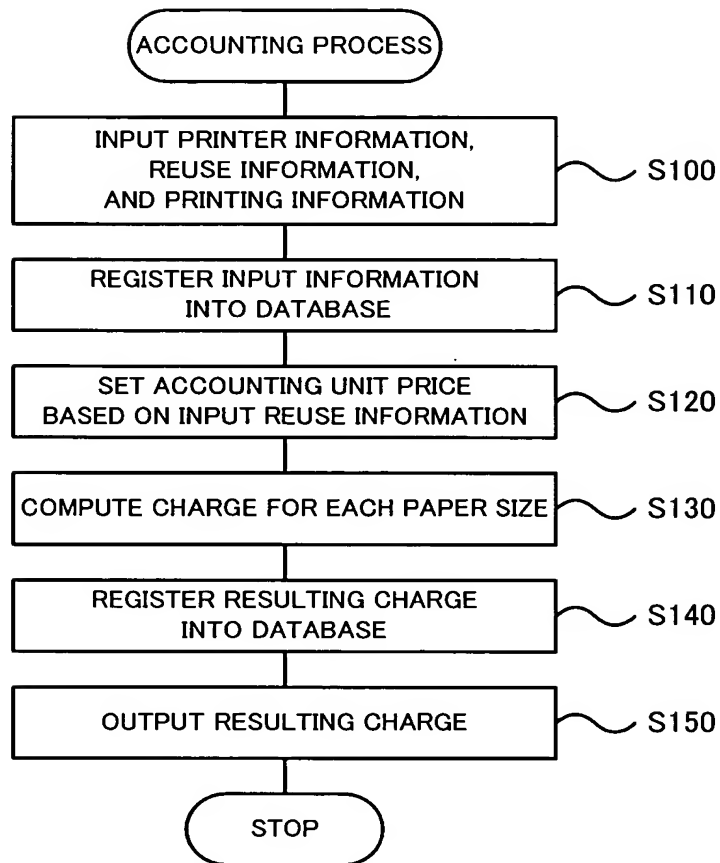 ACCOUNTING PROCESS
INPUT PRINTER INFORMATION,
REUSE INFORMATION,
AND PRINTING INFORMATION
S100
REGISTER INPUT INFORMATION
INTO DATABASE
S110
SET ACCOUNTING UNIT PRICE
BASED ON INPUT REUSE INFORMATION
S120
COMPUTE CHARGE FOR EACH PAPER SIZE
S130
REGISTER RESULTING CHARGE
INTO DATABASE
S140
OUTPUT RESULTING CHARGE
S150
STOP